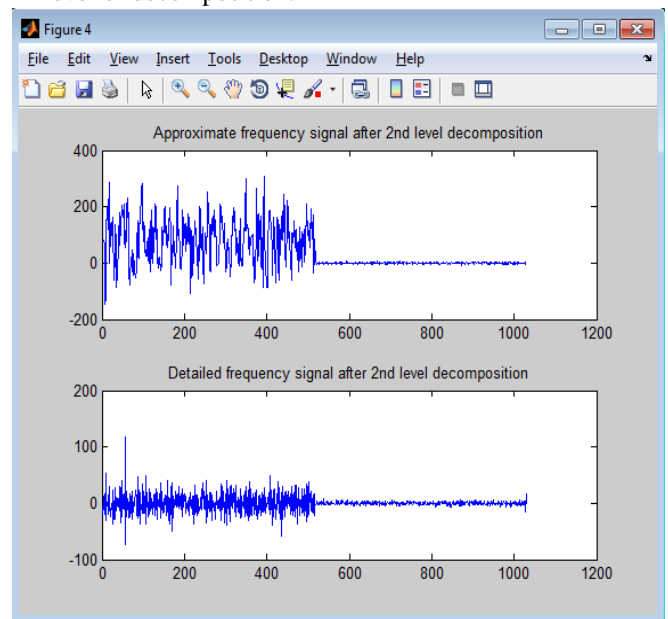 Figure 4
File Edit View Insert Tools Desktop Window Help
Approximate frequency signal after 2nd level decomposition
400
200
0
-200
0 200 400 600 800 1000 1200
Detailed frequency signal after 2nd level decomposition
200
100
0
-100
0 200 400 600 800 1000 1200